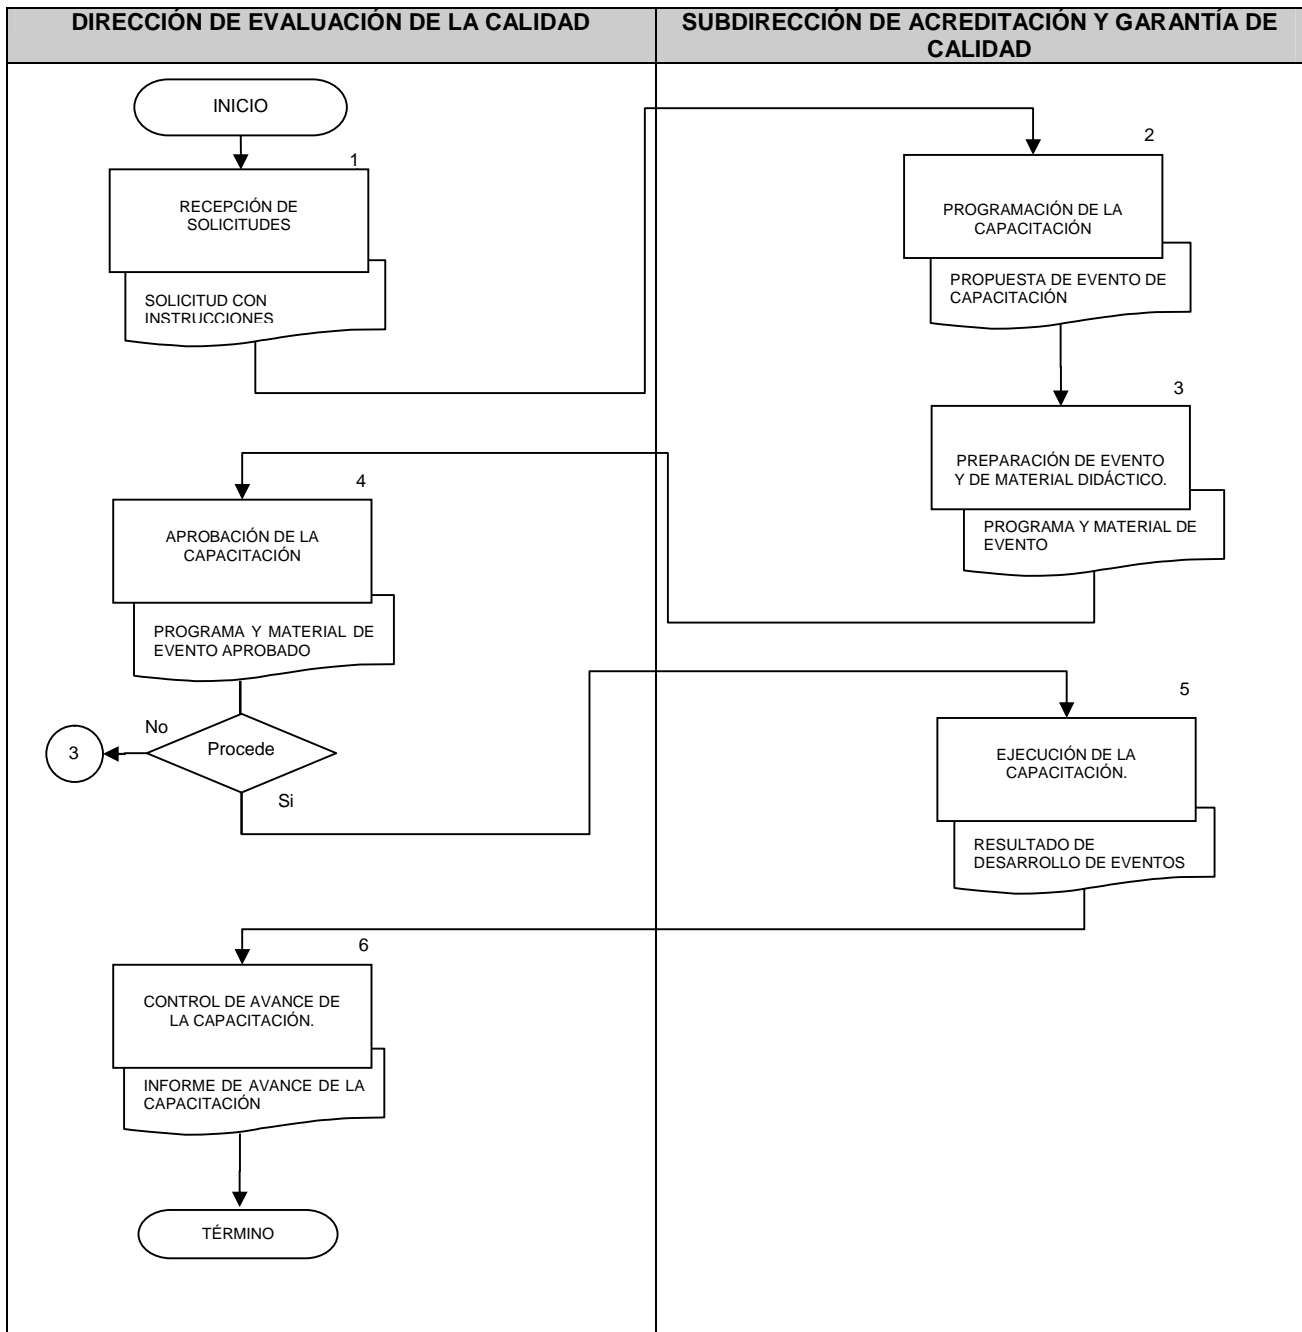 DIRECCIÓN DE EVALUACIÓN DE LA CALIDAD
SUBDIRECCIÓN DE ACREDITACIÓN Y GARANTÍA DE
CALIDAD
INICIO
1
RECEPCIÓN DE
SOLICITUDES
SOLICITUD CON
INSTRUCCIONES
2
PROGRAMACIÓN DE LA
CAPACITACIÓN
PROPUESTA DE EVENTO DE
CAPACITACIÓN
3
PREPARACIÓN DE EVENTO
Y DE MATERIAL DIDÁCTICO.
PROGRAMA Y MATERIAL DE
EVENTO
4
APROBACIÓN DE LA
CAPACITACIÓN
PROGRAMA Y MATERIAL DE
EVENTO APROBADO
No
3
Procede
Si
5
EJECUCIÓN DE LA
CAPACITACIÓN.
RESULTADO DE
DESARROLLO DE EVENTOS
6
CONTROL DE AVANCE DE
LA CAPACITACIÓN.
INFORME DE AVANCE DE LA
CAPACITACIÓN
TÉRMINO